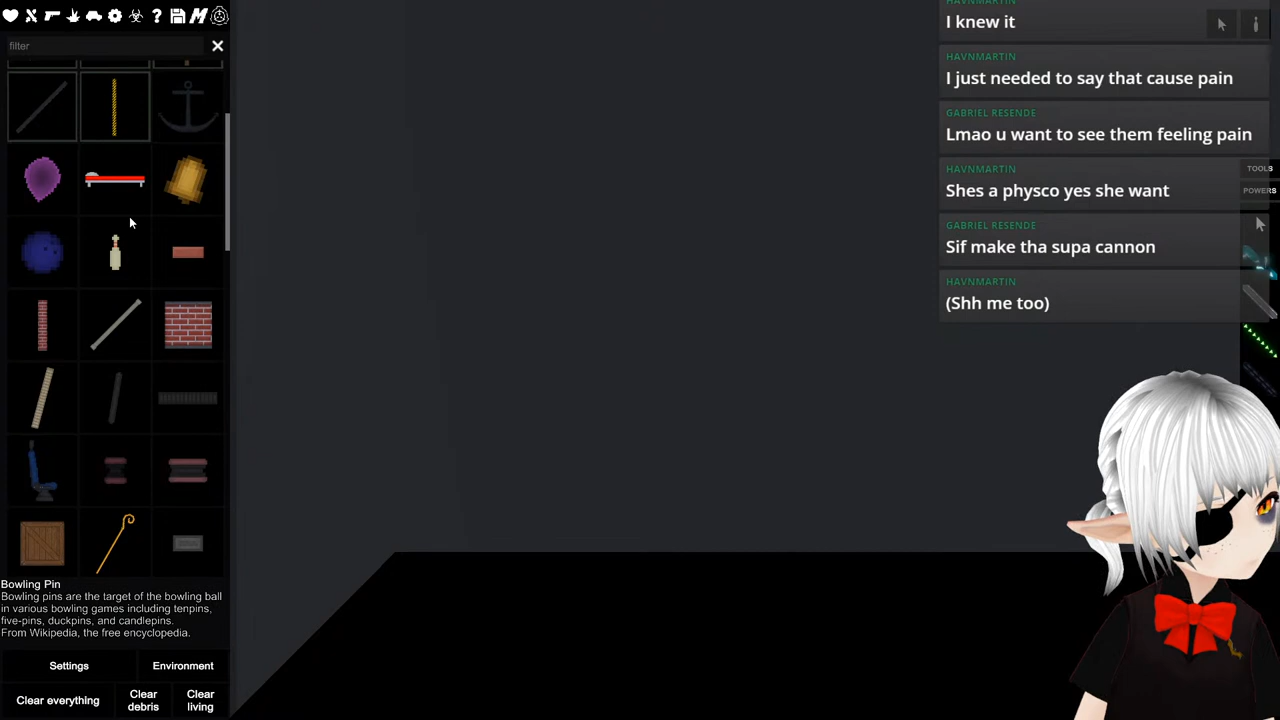 filter
HAVNMARTIN
I knew it
HAVNMARTIN
I just needed to say that cause pain
GABRIEL RESENDE
Lmao u want to see them feeling pain
HAVNMARTIN
Shes a physco yes she want
GABRIEL RESENDE
Sif make tha supa cannon
HAVNMARTIN
(Shh me too)
TOOLS
POWERS
Bowling Pin
Bowling pins are the target of the bowling ball
in various bowling games including tenpins,
five-pins, duckpins, and candlepins.
From Wikipedia, the free encyclopedia.
Settings
Environment
Clear everything
Clear
debris
Clear
living